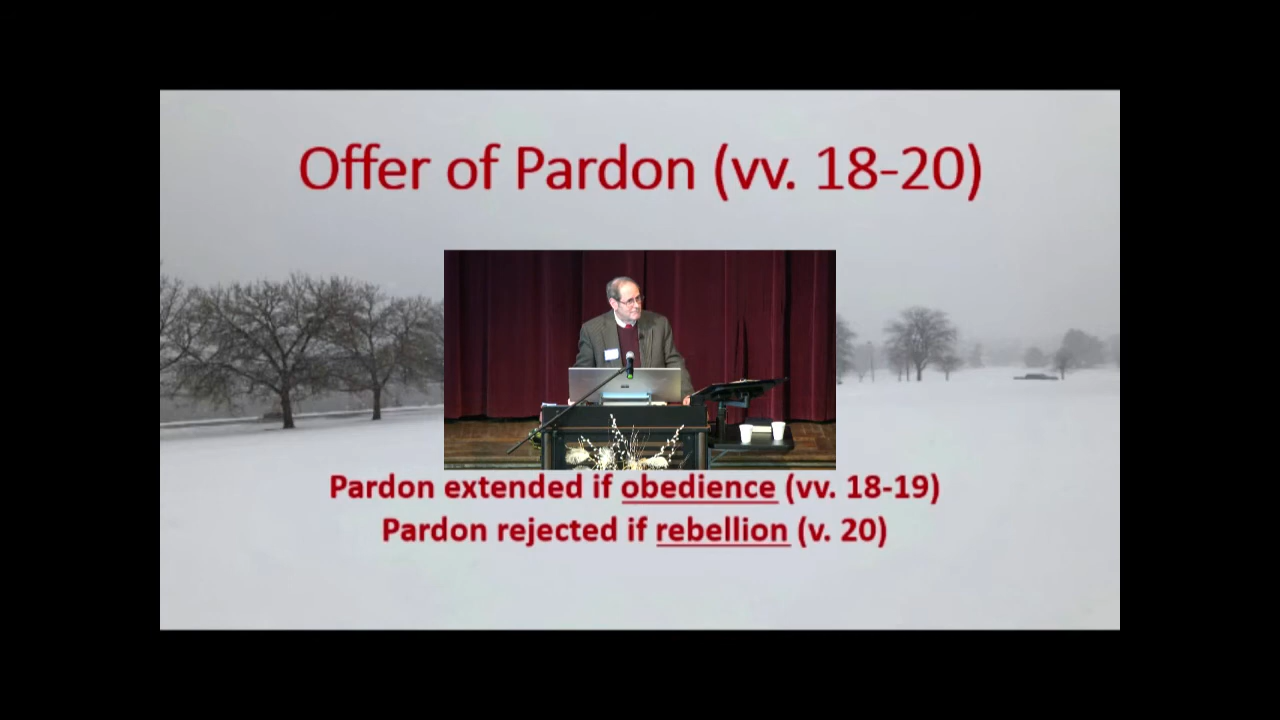 Offer of Pardon (vv. 18-20)
Pardon extended if obedience (vv. 18-19)
Pardon rejected if rebellion (v. 20)